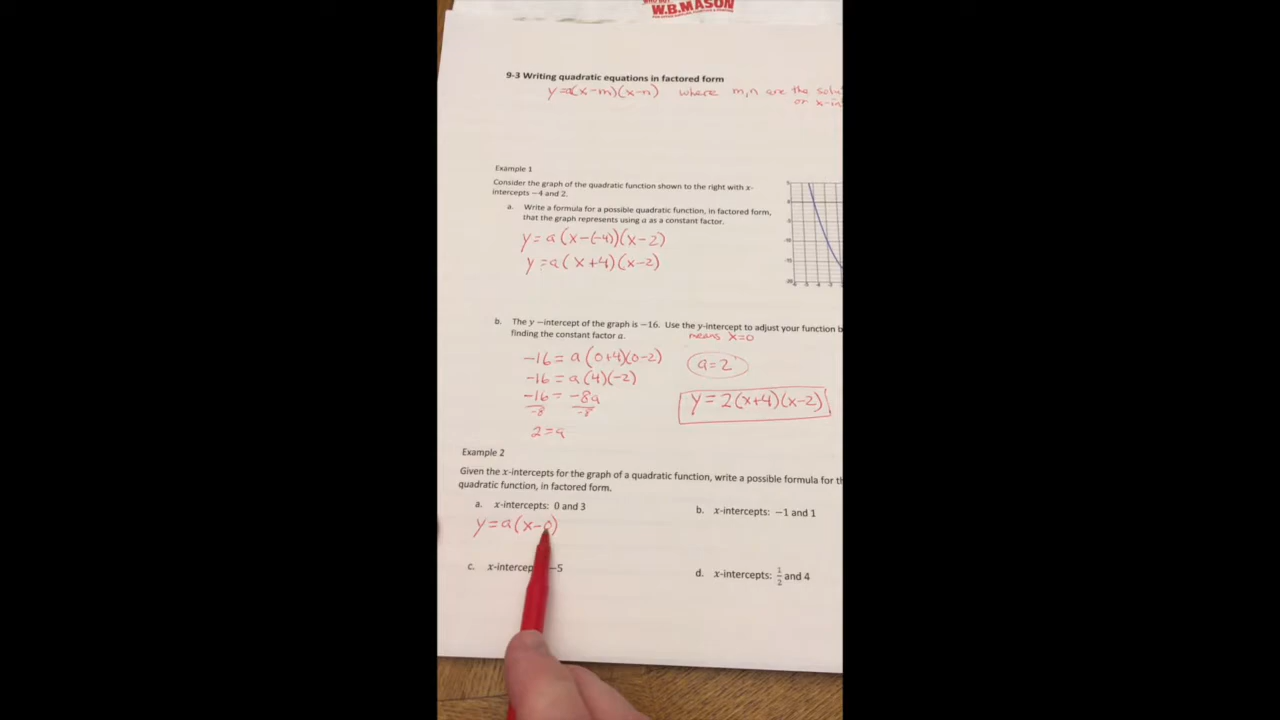 W.B.MASON
9-3 Writing quadratic equations in factored form
y=a(x-m)(x-n) where m,n are the solu
or x-in
Example 1
Consider the graph of the quadratic function shown to the right with x-
intercepts −4 and 2.
a. Write a formula for a possible quadratic function, in factored form,
that the graph represents using a as a constant factor.
y=a(x-(-4))(x-2)
y=a(x+4)(x-2)
b. The y −intercept of the graph is −16. Use the y-intercept to adjust your function b
finding the constant factor a.
means x=0
-16=a(0+4)(0-2)
a=2
-16=a(4)(-2)
-16=-8a
-8 -8
y=2(x+4)(x-2)
2=a
Example 2
Given the x-intercepts for the graph of a quadratic function, write a possible formula for th
quadratic function, in factored form.
a. x-intercepts: 0 and 3
b. x-intercepts: −1 and 1
y=a(x-0)
c. x-intercep −5
d. x-intercepts: 1/2 and 4